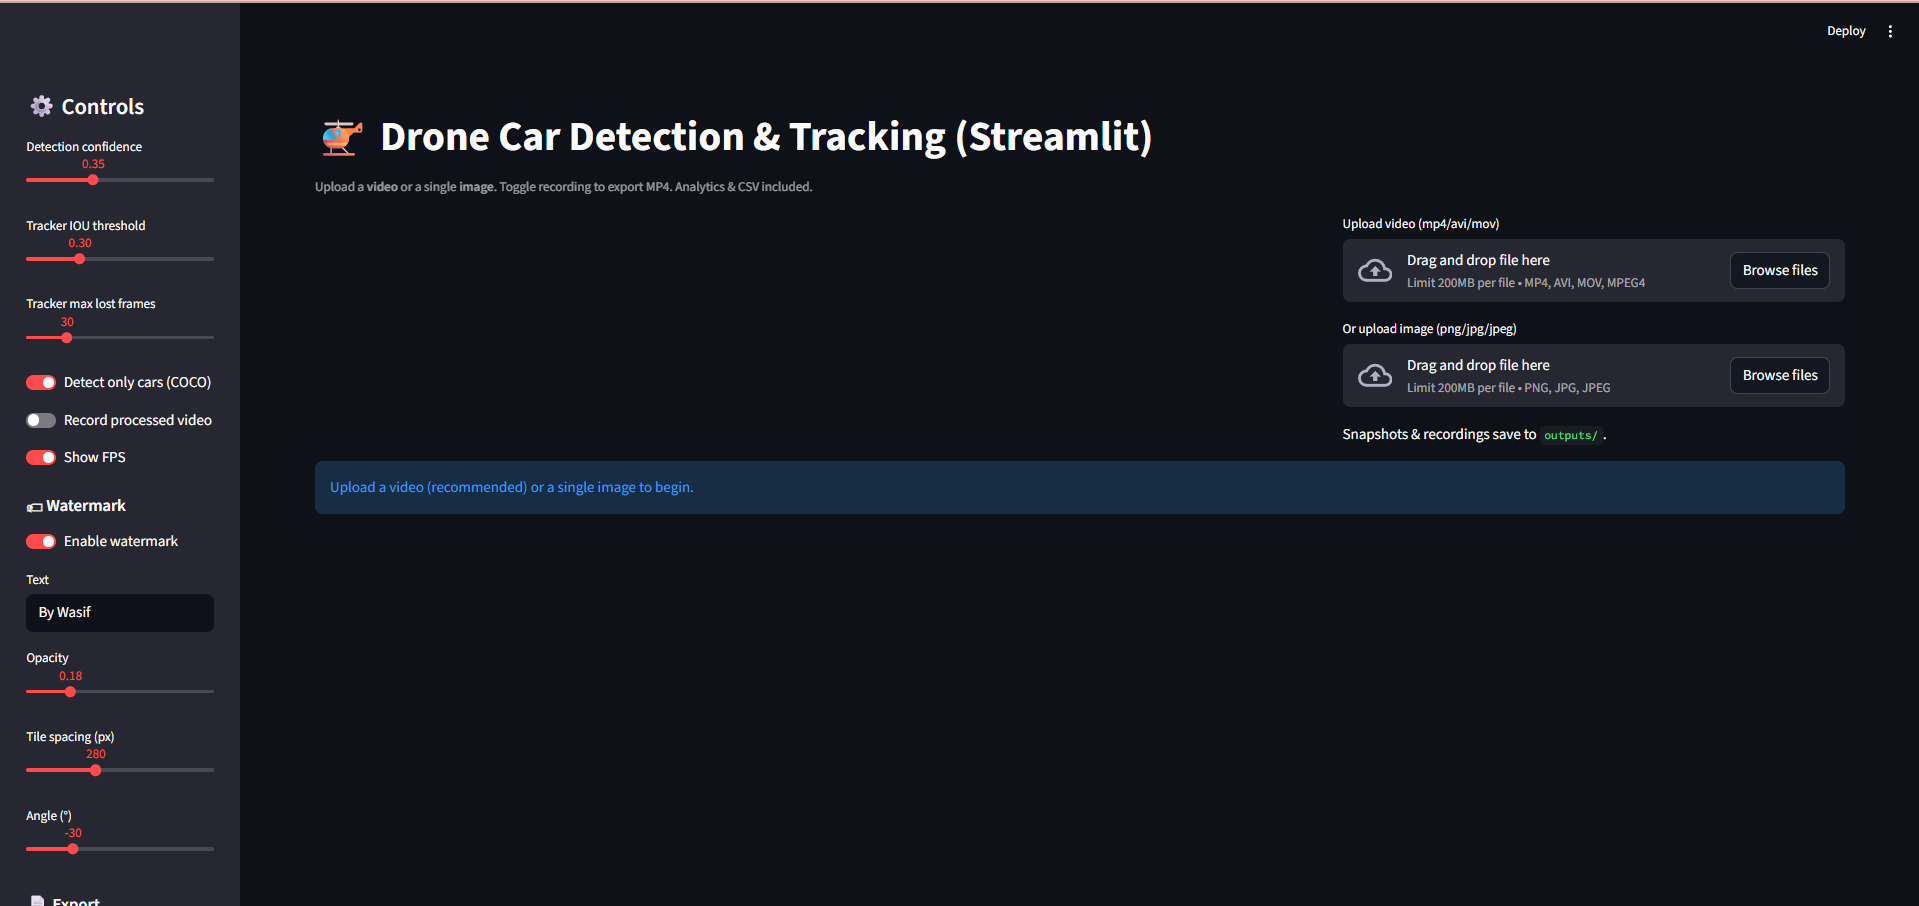 Deploy
Controls
Detection confidence
0.35
Tracker IOU threshold
0.30
Tracker max lost frames
30
Detect only cars (COCO)
Record processed video
Show FPS
Watermark
Enable watermark
Text
By Wasif
Opacity
0.18
Tile spacing (px)
280
Angle (°)
-30
Export
Drone Car Detection & Tracking (Streamlit)
Upload a video or a single image. Toggle recording to export MP4. Analytics & CSV included.
Upload video (mp4/avi/mov)
Drag and drop file here
Limit 200MB per file • MP4, AVI, MOV, MPEG4
Browse files
Or upload image (png/jpg/jpeg)
Drag and drop file here
Limit 200MB per file • PNG, JPG, JPEG
Browse files
Snapshots & recordings save to outputs/ .
Upload a video (recommended) or a single image to begin.